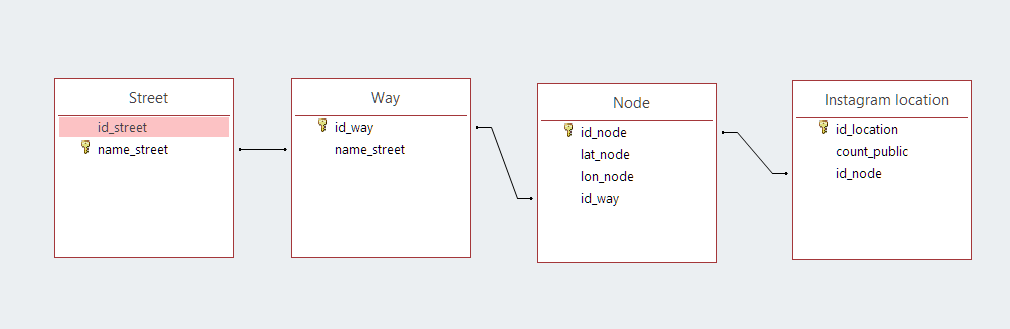 Street
id_street
name_street
Way
id_way
name_street
Node
id_node
lat_node
lon_node
id_way
Instagram location
id_location
count_public
id_node